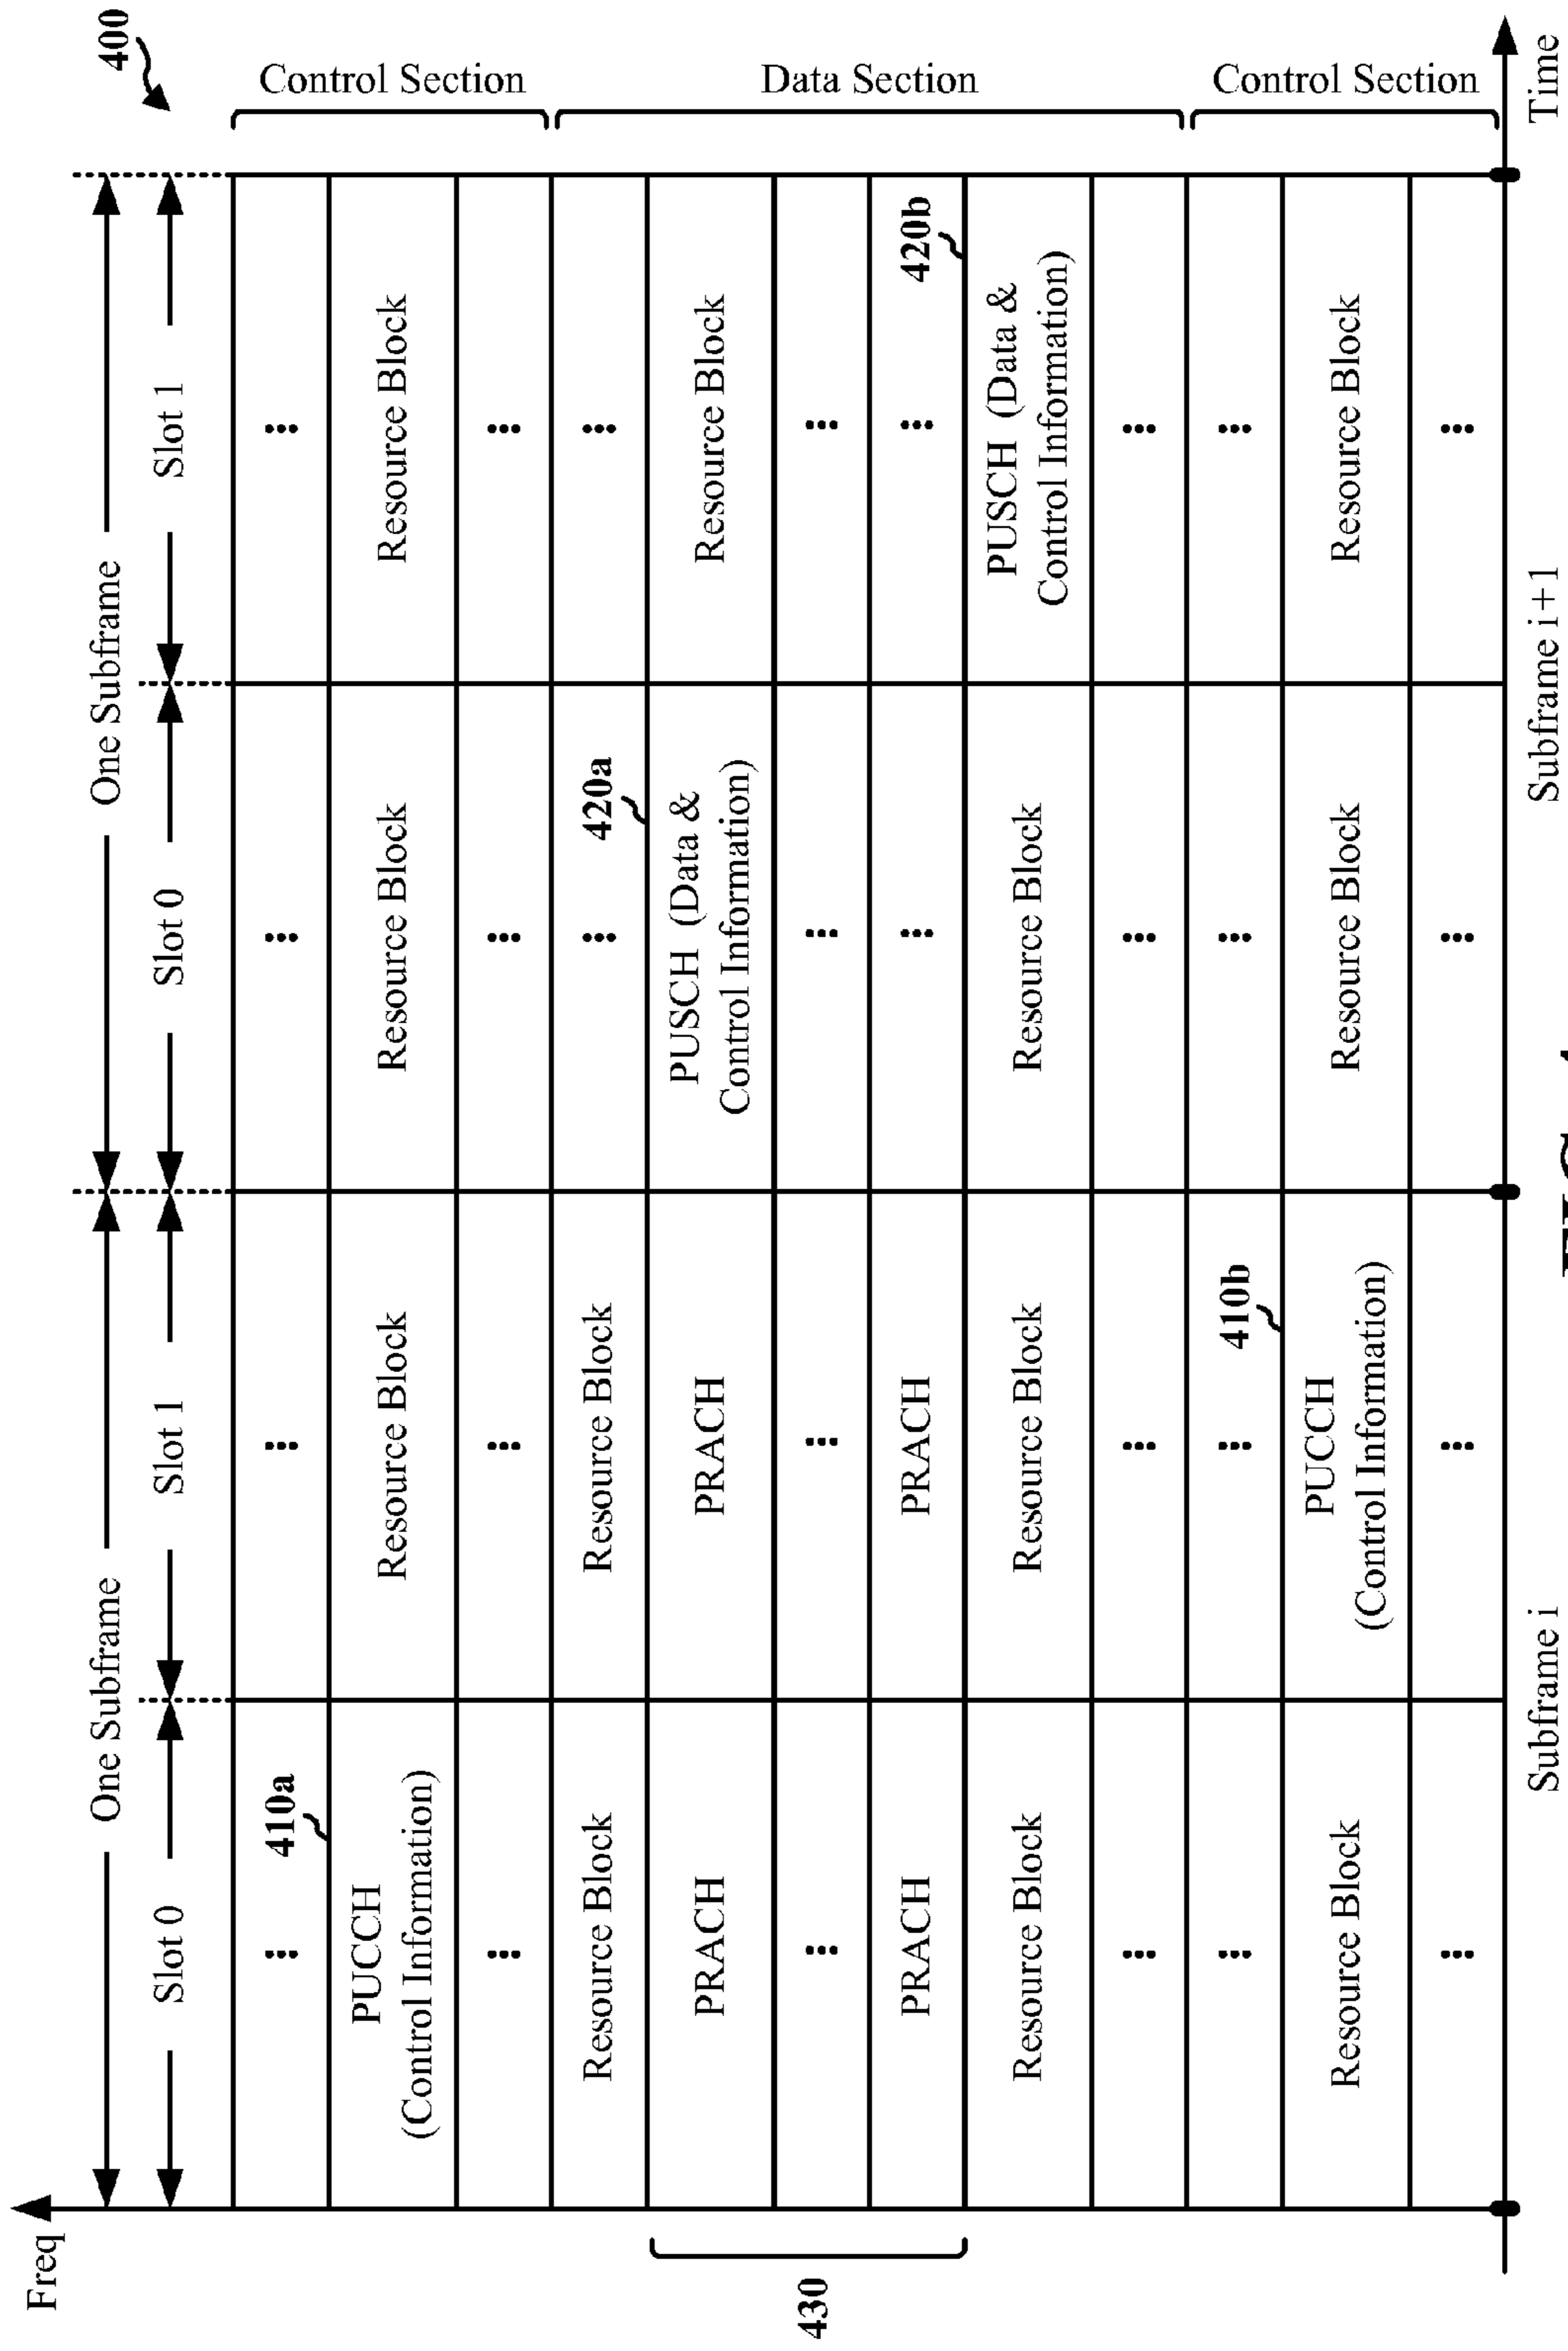 400
One Subframe
One Subframe
Slot 0
Slot 1
Slot 0
Slot 1
Freq
Control Section
Data Section
Control Section
...
410a
...
...
...
PUCCH
(Control Information)
Resource Block
Resource Block
Resource Block
...
...
...
...
Resource Block
Resource Block
...
420a
...
430
PRACH
PRACH
PUSCH (Data &
Control Information)
Resource Block
...
...
...
...
PRACH
PRACH
...
...
420b
Resource Block
Resource Block
Resource Block
PUSCH (Data &
Control Information)
...
...
...
...
...
...
410b
...
...
Resource Block
PUCCH
(Control Information)
Resource Block
Resource Block
...
...
...
...
Subframe i
Subframe i + 1
Time